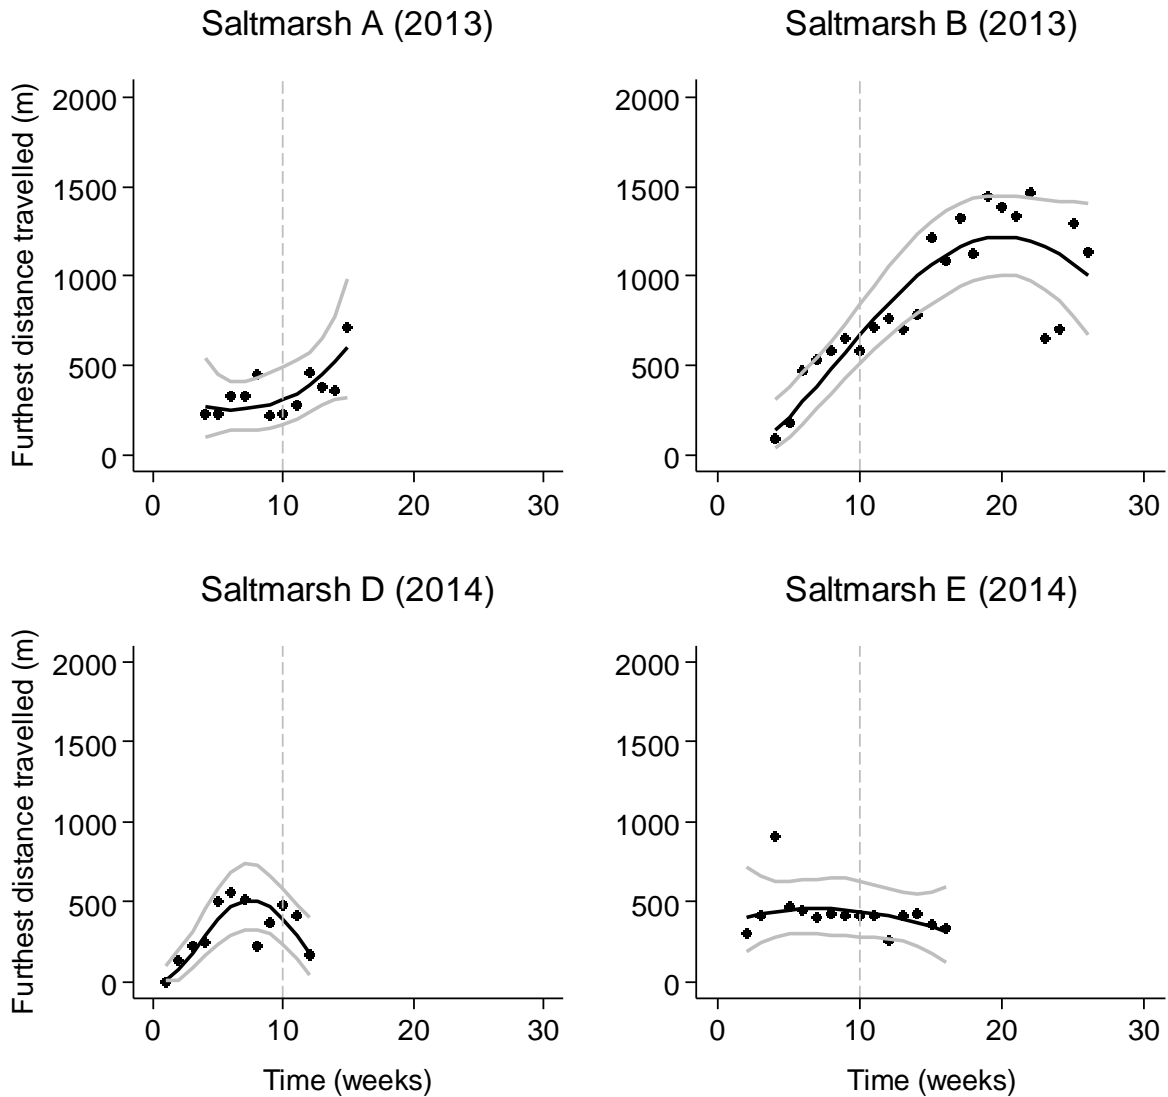 Saltmarsh A (2013)
Saltmarsh B (2013)
Furthest distance travelled (m)
2000
1500
1000
500
0
0 10 20 30
2000
1500
1000
500
0
0 10 20 30
Saltmarsh D (2014)
Saltmarsh E (2014)
Furthest distance travelled (m)
2000
1500
1000
500
0
0 10 20 30
Time (weeks)
2000
1500
1000
500
0
0 10 20 30
Time (weeks)